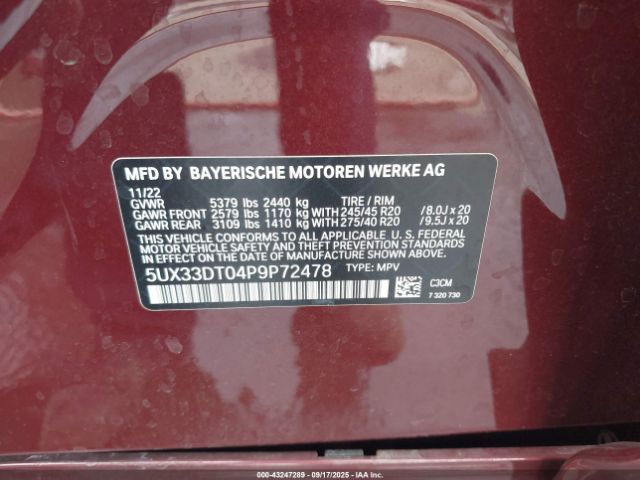 MFD BY BAYERISCHE MOTOREN WERKE AG
11/22
GVWR 5379 lbs 2440 kg TIRE / RIM
GAWR FRONT 2579 lbs 1170 kg WITH 245/45 R20 / 8.0J x 20
GAWR REAR 3109 lbs 1410 kg WITH 275/40 R20 / 9.5J x 20
THIS VEHICLE CONFORMS TO ALL APPLICABLE U. S. FEDERAL
MOTOR VEHICLE SAFETY, BUMPER, AND THEFT PREVENTION
STANDARDS IN EFFECT ON THE DATE OF MANUFACTURE SHOWN ABOVE.
5UX33DT04P9P72478 TYPE: MPV
C3CM
7 320 730
000-43247289 - 09/17/2025 - IAAI.COM